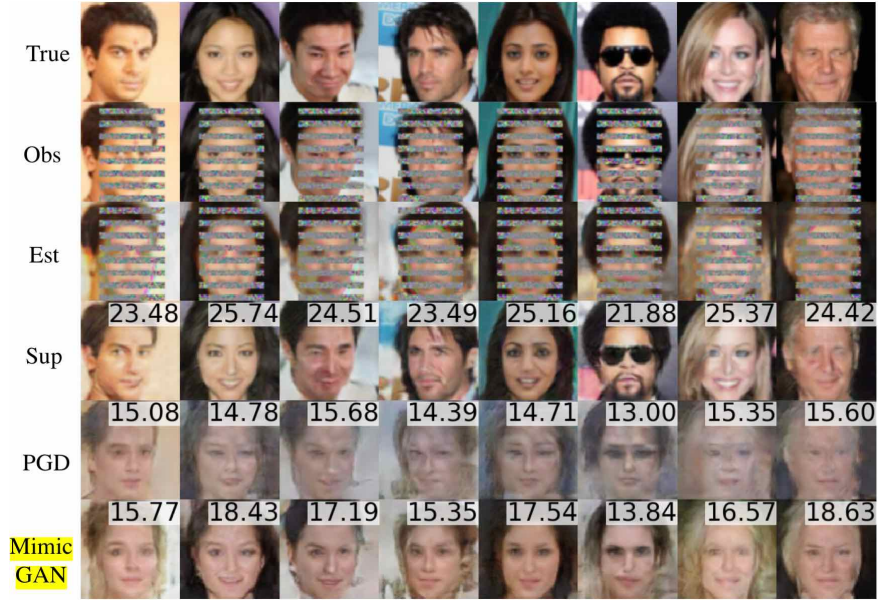 True
Obs
Est
23.48 25.74 24.51 23.49 25.16 21.88 25.37 24.42
Sup
15.08 14.78 15.68 14.39 14.71 13.00 15.35 15.60
PGD
15.77 18.43 17.19 15.35 17.54 13.84 16.57 18.63
Mimic
GAN